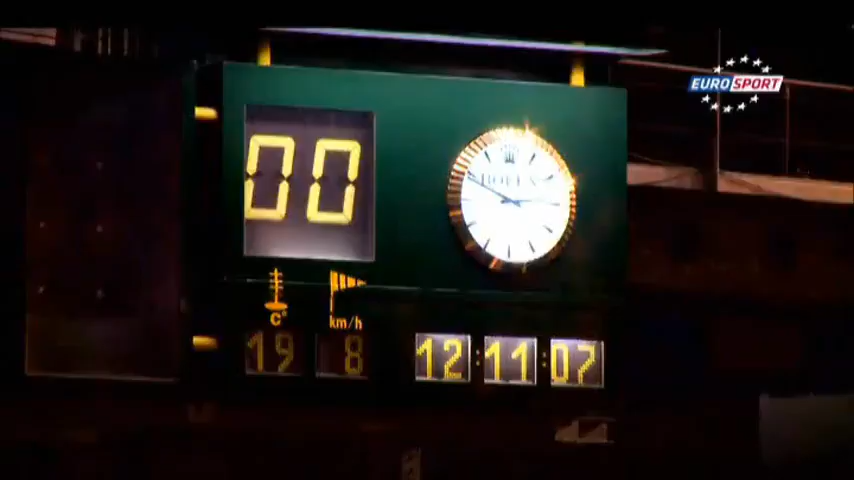 EUROSPORT
00
ROLEX
C°
km/h
19 8 12:11:07